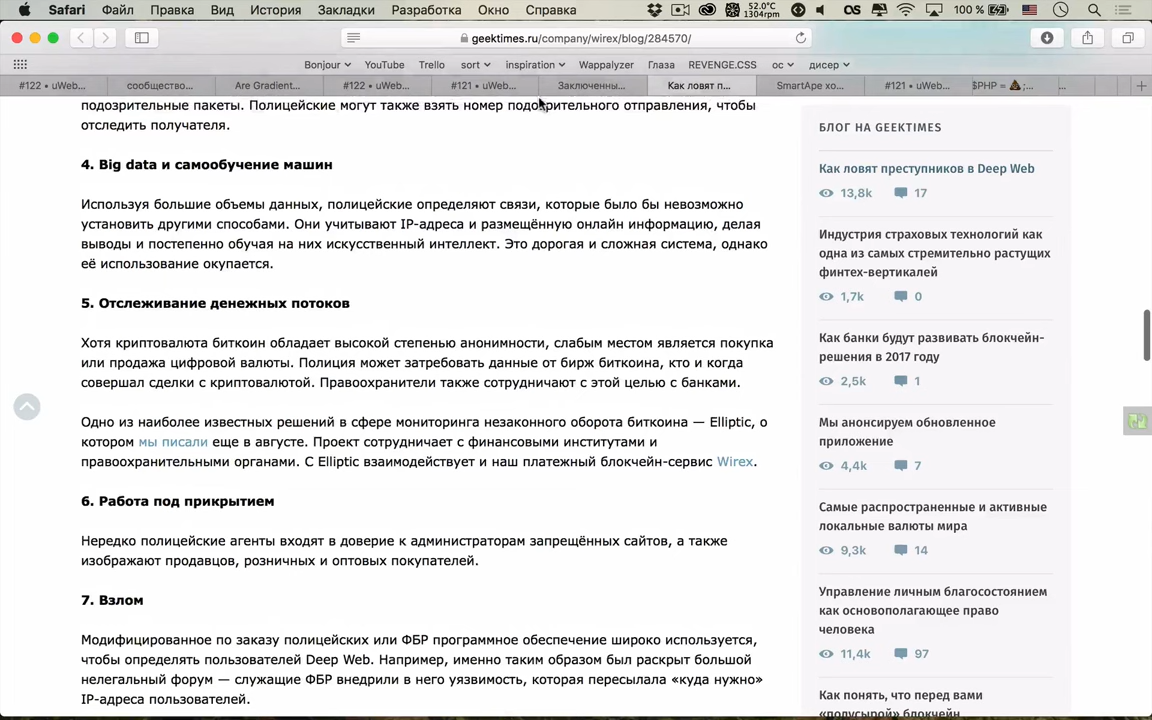 Safari Файл Правка Вид История Закладки Разработка Окно Справка 52.0°C 1304rpm OS 100 %
geektimes.ru/company/wirex/blog/284570/
Bonjour YouTube Trello sort inspiration Wappalyzer Глаза REVENGE.CSS ос дисер
#122 • uWeb... сообщество... Are Gradient... #122 • uWeb... #121 • uWeb... Заключенны... Как ловят п... SmartApe хо... #121 • uWeb... $PHP = 💩;... ...
подозрительные пакеты. Полицейские могут также взять номер подозрительного отправления, чтобы
отследить получателя.
4. Big data и самообучение машин
Используя большие объемы данных, полицейские определяют связи, которые было бы невозможно
установить другими способами. Они учитывают IP-адреса и размещённую онлайн информацию, делая
выводы и постепенно обучая на них искусственный интеллект. Это дорогая и сложная система, однако
её использование окупается.
5. Отслеживание денежных потоков
Хотя криптовалюта биткоин обладает высокой степенью анонимности, слабым местом является покупка
или продажа цифровой валюты. Полиция может затребовать данные от бирж биткоина, кто и когда
совершал сделки с криптовалютой. Правоохранители также сотрудничают с этой целью с банками.
Одно из наиболее известных решений в сфере мониторинга незаконного оборота биткоина — Elliptic, о
котором мы писали еще в августе. Проект сотрудничает с финансовыми институтами и
правоохранительными органами. С Elliptic взаимодействует и наш платежный блокчейн-сервис Wirex.
6. Работа под прикрытием
Нередко полицейские агенты входят в доверие к администраторам запрещённых сайтов, а также
изображают продавцов, розничных и оптовых покупателей.
7. Взлом
Модифицированное по заказу полицейских или ФБР программное обеспечение широко используется,
чтобы определять пользователей Deep Web. Например, именно таким образом был раскрыт большой
нелегальный форум — служащие ФБР внедрили в него уязвимость, которая пересылала «куда нужно»
IP-адреса пользователей.
БЛОГ НА GEEKTIMES
Как ловят преступников в Deep Web
13,8k 17
Индустрия страховых технологий как
одна из самых стремительно растущих
финтех-вертикалей
1,7k 0
Как банки будут развивать блокчейн-
решения в 2017 году
2,5k 1
Мы анонсируем обновленное
приложение
4,4k 7
Самые распространенные и активные
локальные валюты мира
9,3k 14
Управление личным благосостоянием
как основополагающее право
человека
11,4k 97
Как понять, что перед вами
«полусырой» блокчейн